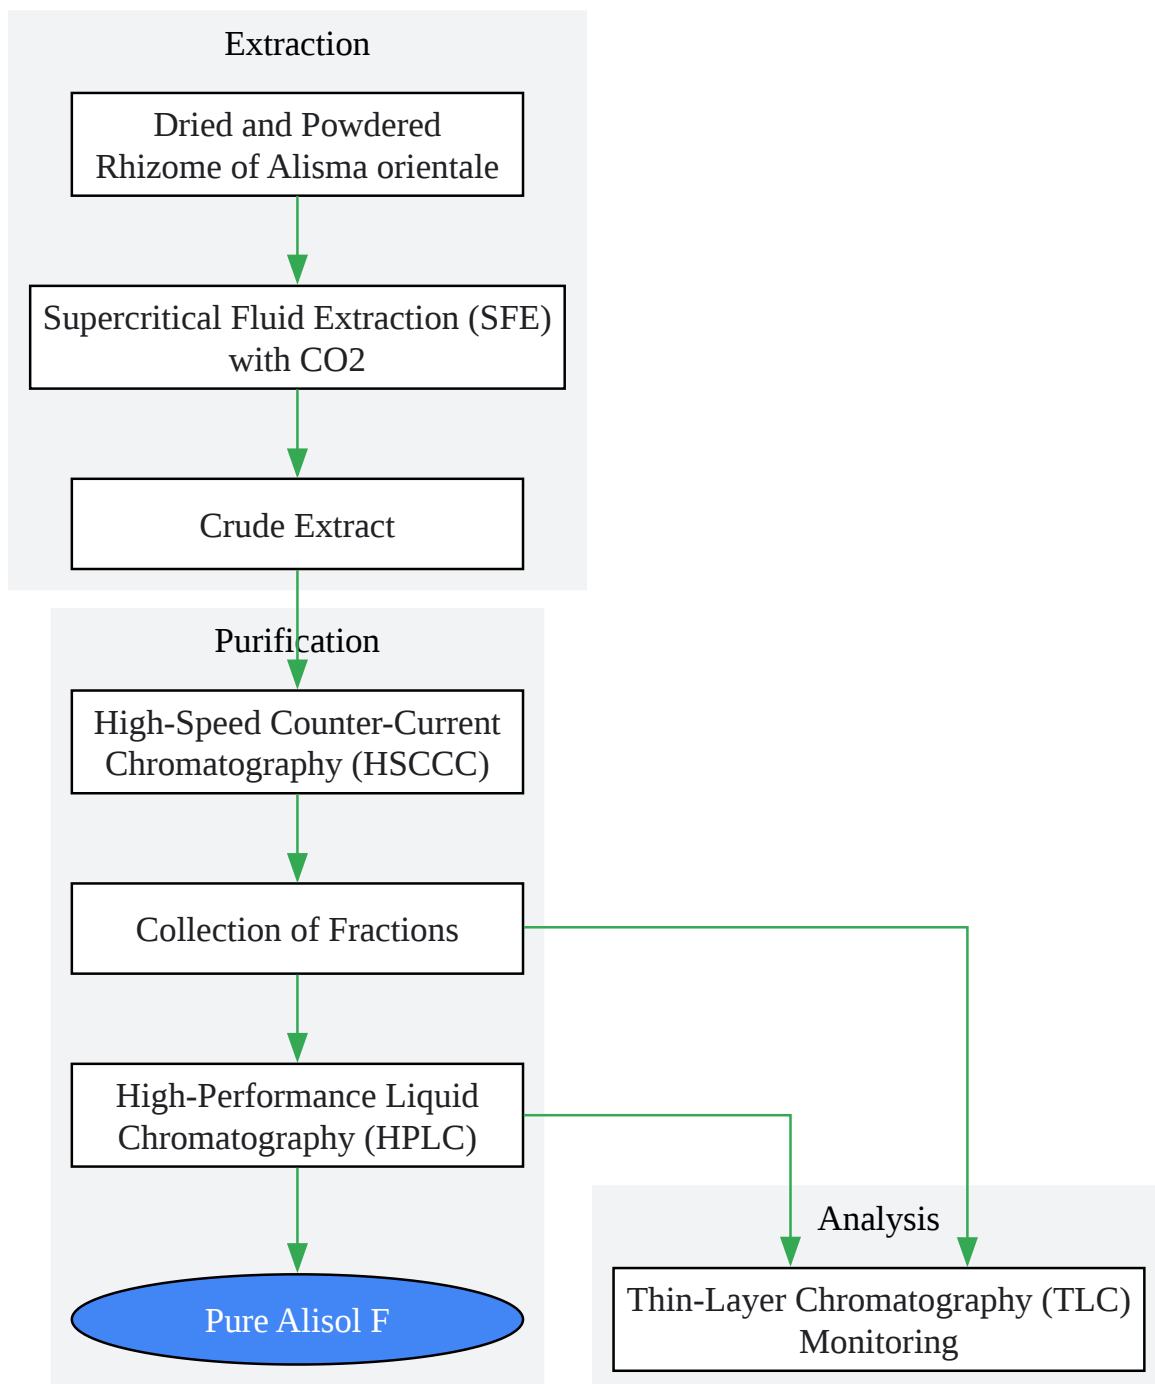 Extraction
Dried and Powdered
Rhizome of Alisma orientale
Supercritical Fluid Extraction (SFE)
with CO2
Crude Extract
Purification
High-Speed Counter-Current
Chromatography (HSCCC)
Collection of Fractions
High-Performance Liquid
Chromatography (HPLC)
Pure Alisol F
Analysis
Thin-Layer Chromatography (TLC)
Monitoring